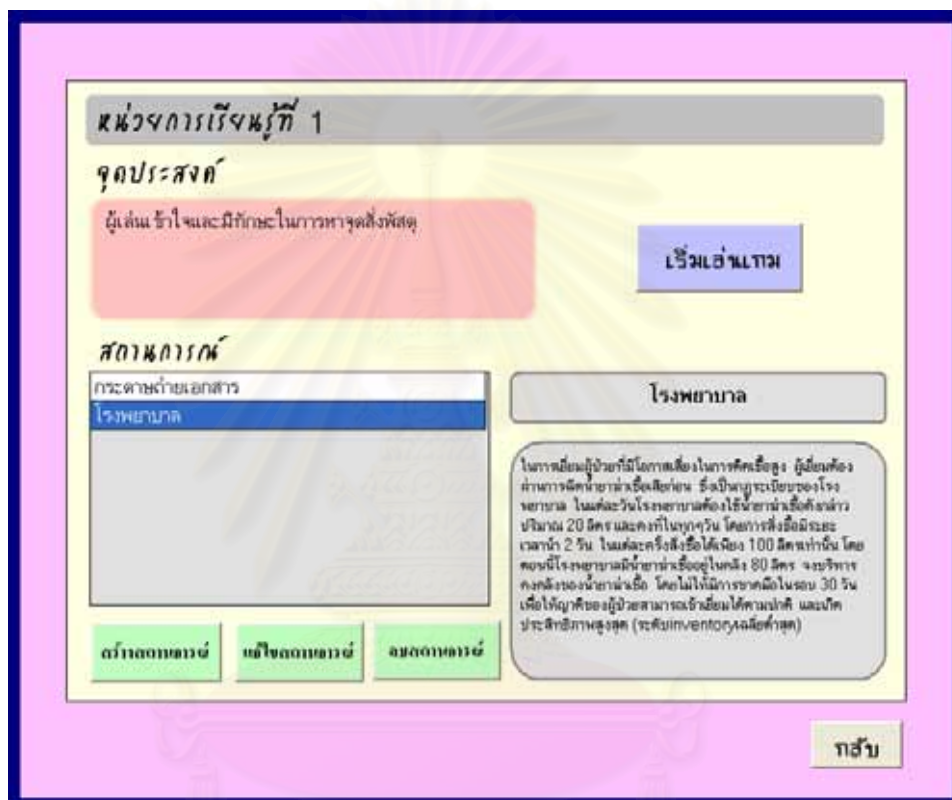 หน่วยการเรียนรู้ที่ 1
จุดประสงค์
ผู้เล่นเข้าใจและมีทักษะในการหาจุดสั่งพัสดุ
เริ่มเล่นเกม
สถานการณ์
กระดาษถ่ายเอกสาร
โรงพยาบาล
โรงพยาบาล
ในการเยี่ยมผู้ป่วยที่มีโอกาสเสี่ยงในการติดเชื้อสูง ผู้เยี่ยมต้อง
ผ่านการฉีดน้ำยาฆ่าเชื้อเสียก่อน ซึ่งเป็นกฎระเบียบของโรง
พยาบาล ในแต่ละวันโรงพยาบาลต้องใช้น้ำยาฆ่าเชื้อดังกล่าว
ปริมาณ 20 ลิตร และคงที่ในทุกๆวัน โดยการสั่งซื้อมีระยะ
เวลานำ 2 วัน ในแต่ละครั้งสั่งซื้อได้เพียง 100 ลิตรเท่านั้น โดย
ตอนนี้โรงพยาบาลมีน้ำยาฆ่าเชื้ออยู่ในคลัง 80 ลิตร จงบริหาร
คงคลังของน้ำยาฆ่าเชื้อ โดยไม่ให้มีการขาดมือในรอบ 30 วัน
เพื่อให้ญาติของผู้ป่วยสามารถเข้าเยี่ยมได้ตามปกติ และเกิด
ประสิทธิภาพสูงสุด (ระดับinventoryเฉลี่ยต่ำสุด)
สร้างสถานการณ์
แก้ไขสถานการณ์
ลบสถานการณ์
กลับ